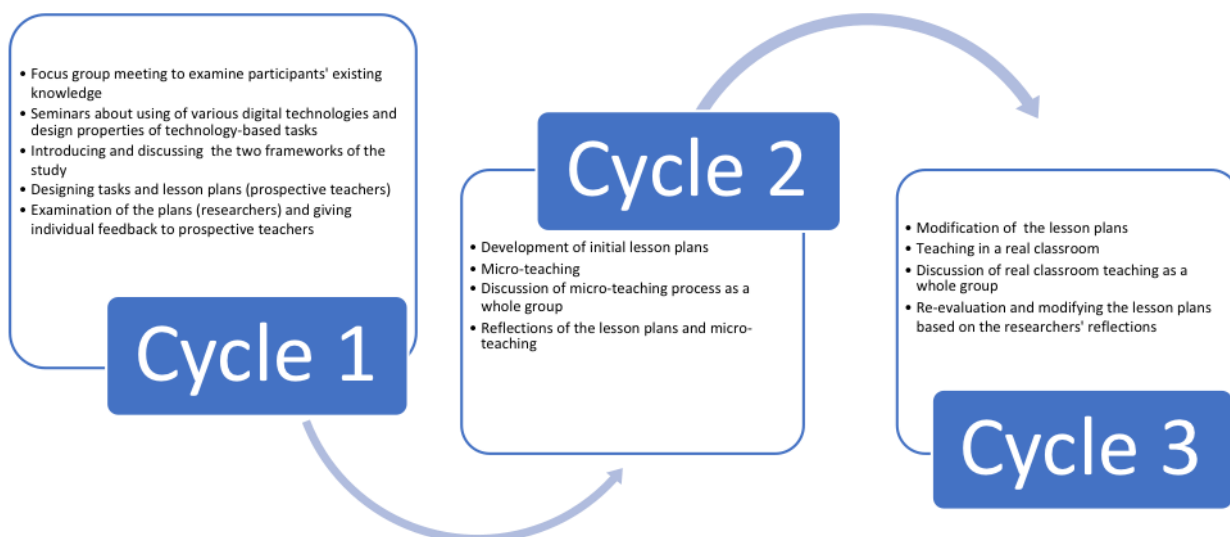 • Focus group meeting to examine participants' existing
knowledge
• Seminars about using of various digital technologies and
design properties of technology-based tasks
• Introducing and discussing the two frameworks of the
study
• Designing tasks and lesson plans (prospective teachers)
• Examination of the plans (researchers) and giving
individual feedback to prospective teachers
Cycle 1
Cycle 2
• Development of initial lesson plans
• Micro-teaching
• Discussion of micro-teaching process as a
whole group
• Reflections of the lesson plans and micro-
teaching
• Modification of the lesson plans
• Teaching in a real classroom
• Discussion of real classroom teaching as a
whole group
• Re-evaluation and modifying the lesson plans
based on the researchers' reflections
Cycle 3